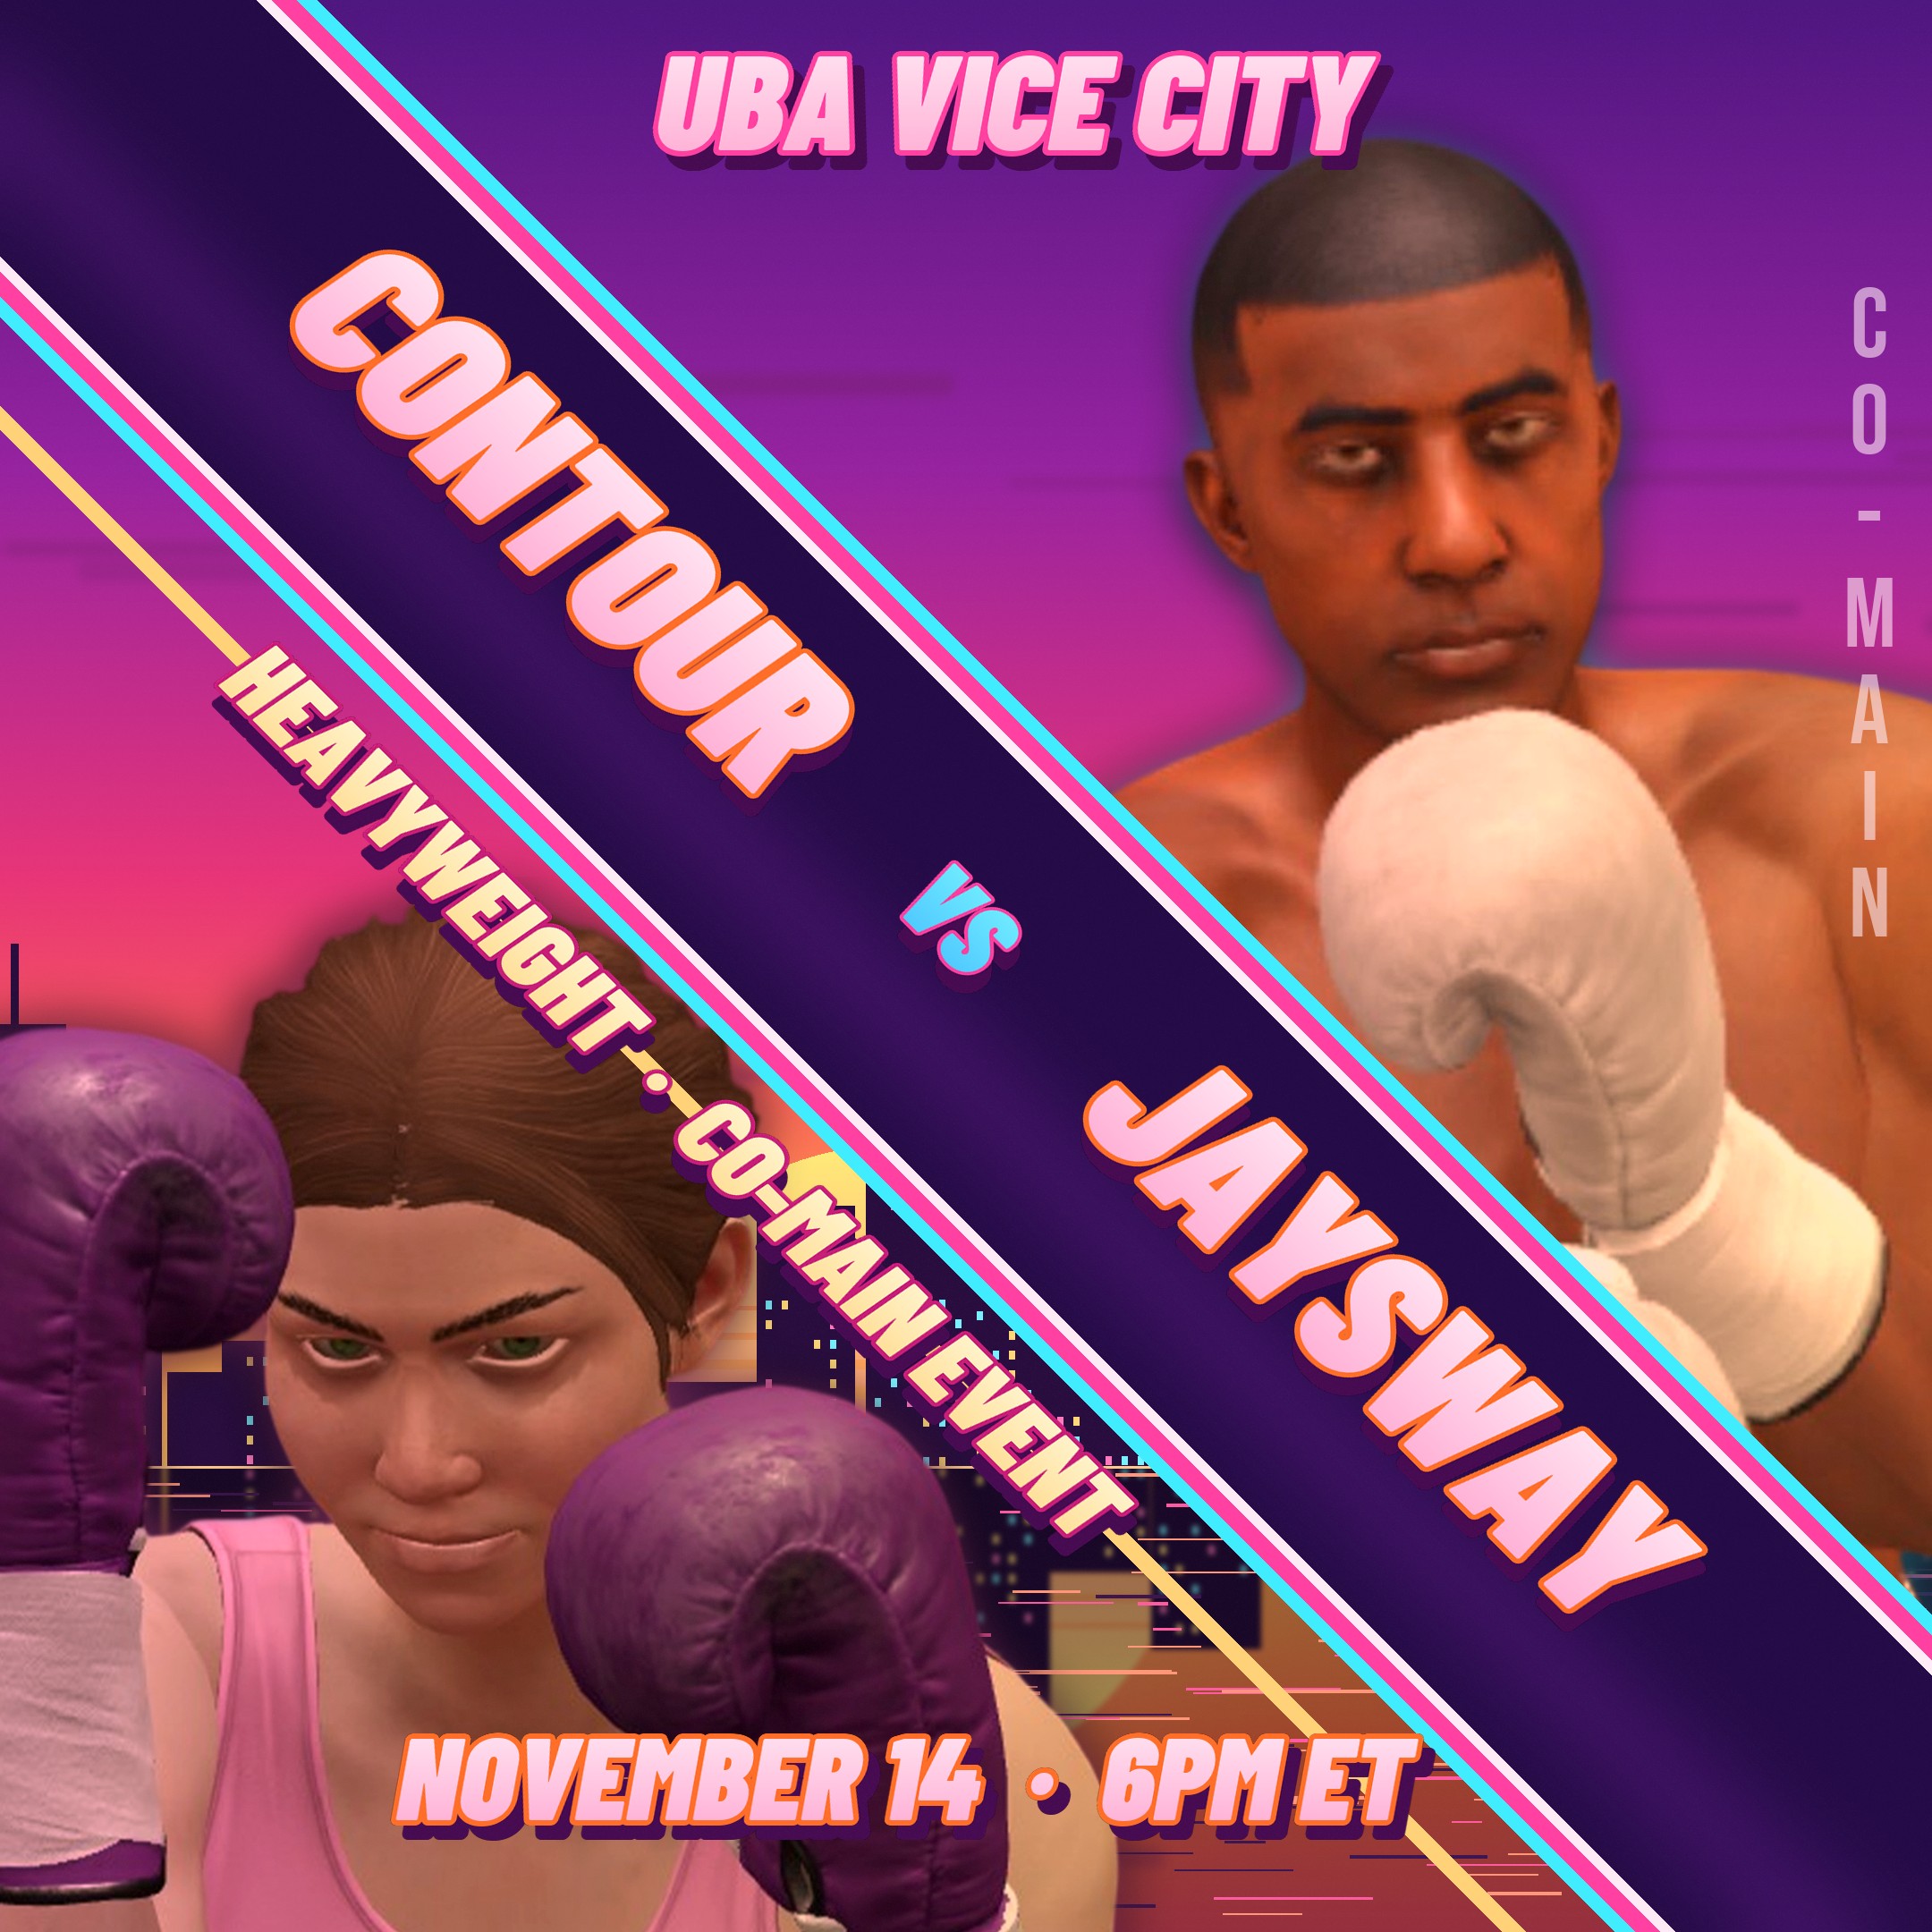 UBA VICE CITY
CONTOUR
VS
JAYSWAY
HEAVYWEIGHT • CO-MAIN EVENT
CO-MAIN
NOVEMBER 14 • 6PM ET